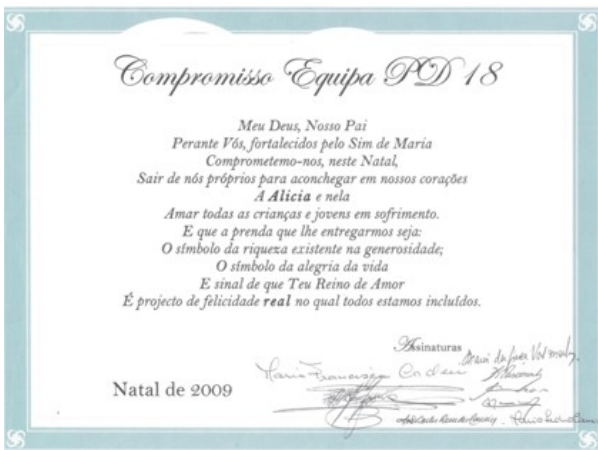 Compromisso Equipa PD 18
Meu Deus, Nosso Pai
Perante Vós, fortalecidos pelo Sim de Maria
Comprometemo-nos, neste Natal,
Sair de nós próprios para aconchegar em nossos corações
A Alicia e nela
Amar todas as crianças e jovens em sofrimento.
E que a prenda que lhe entregarmos seja:
O símbolo da riqueza existente na generosidade;
O símbolo da alegria da vida
E sinal de que Teu Reino de Amor
É projecto de felicidade real no qual todos estamos incluídos.
Assinaturas
Maria Francisca
Natal de 2009